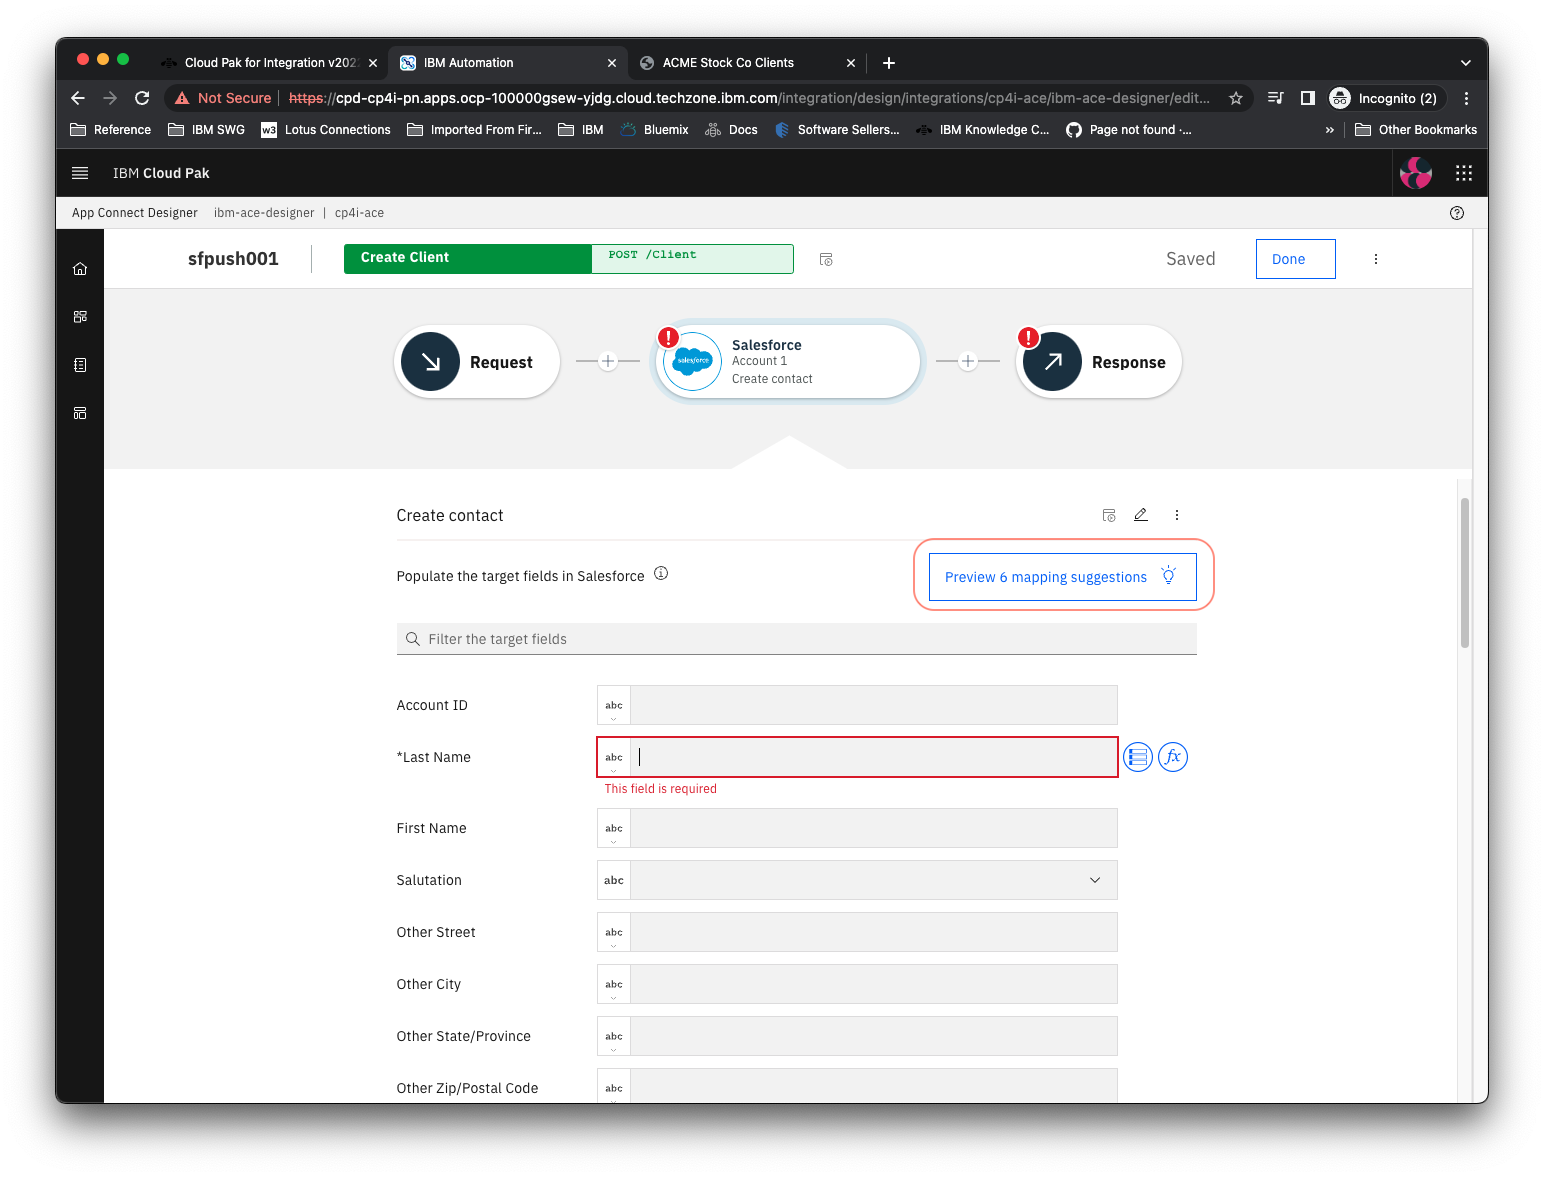 Cloud Pak for Integration v202
IBM Automation
ACME Stock Co Clients
Not Secure
https://cpd-cp4i-pn.apps.ocp-100000gsew-yjdg.cloud.techzone.ibm.com/integration/design/integrations/cp4i-ace/ibm-ace-designer/edit...
Incognito (2)
Reference
IBM SWG
w3
Lotus Connections
Imported From Fir...
IBM
Bluemix
Docs
Software Sellers...
IBM Knowledge C...
Page not found ·...
»
Other Bookmarks
IBM Cloud Pak
App Connect Designer
ibm-ace-designer | cp4i-ace
sfpush001
Create Client
POST /Client
Saved
Done
Request
salesforce
Salesforce
Account 1
Create contact
Response
Create contact
Populate the target fields in Salesforce
Preview 6 mapping suggestions
Filter the target fields
Account ID
abc
*Last Name
abc
fx
This field is required
First Name
abc
Salutation
abc
Other Street
abc
Other City
abc
Other State/Province
abc
Other Zip/Postal Code
abc